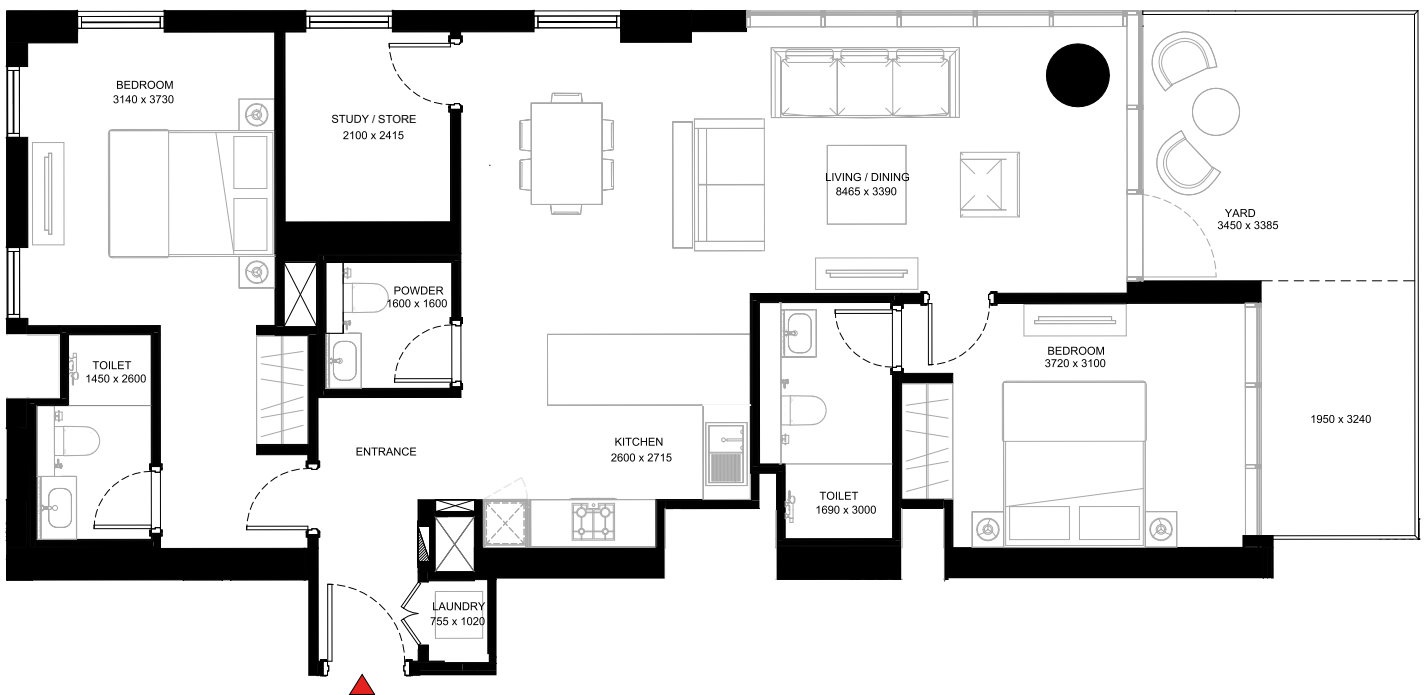 BEDROOM
3140 x 3730
STUDY / STORE
2100 x 2415
LIVING / DINING
8465 x 3390
YARD
3450 x 3385
POWDER
1600 x 1600
TOILET
1450 x 2600
BEDROOM
3720 x 3100
1950 x 3240
ENTRANCE
KITCHEN
2600 x 2715
TOILET
1690 x 3000
LAUNDRY
755 x 1020